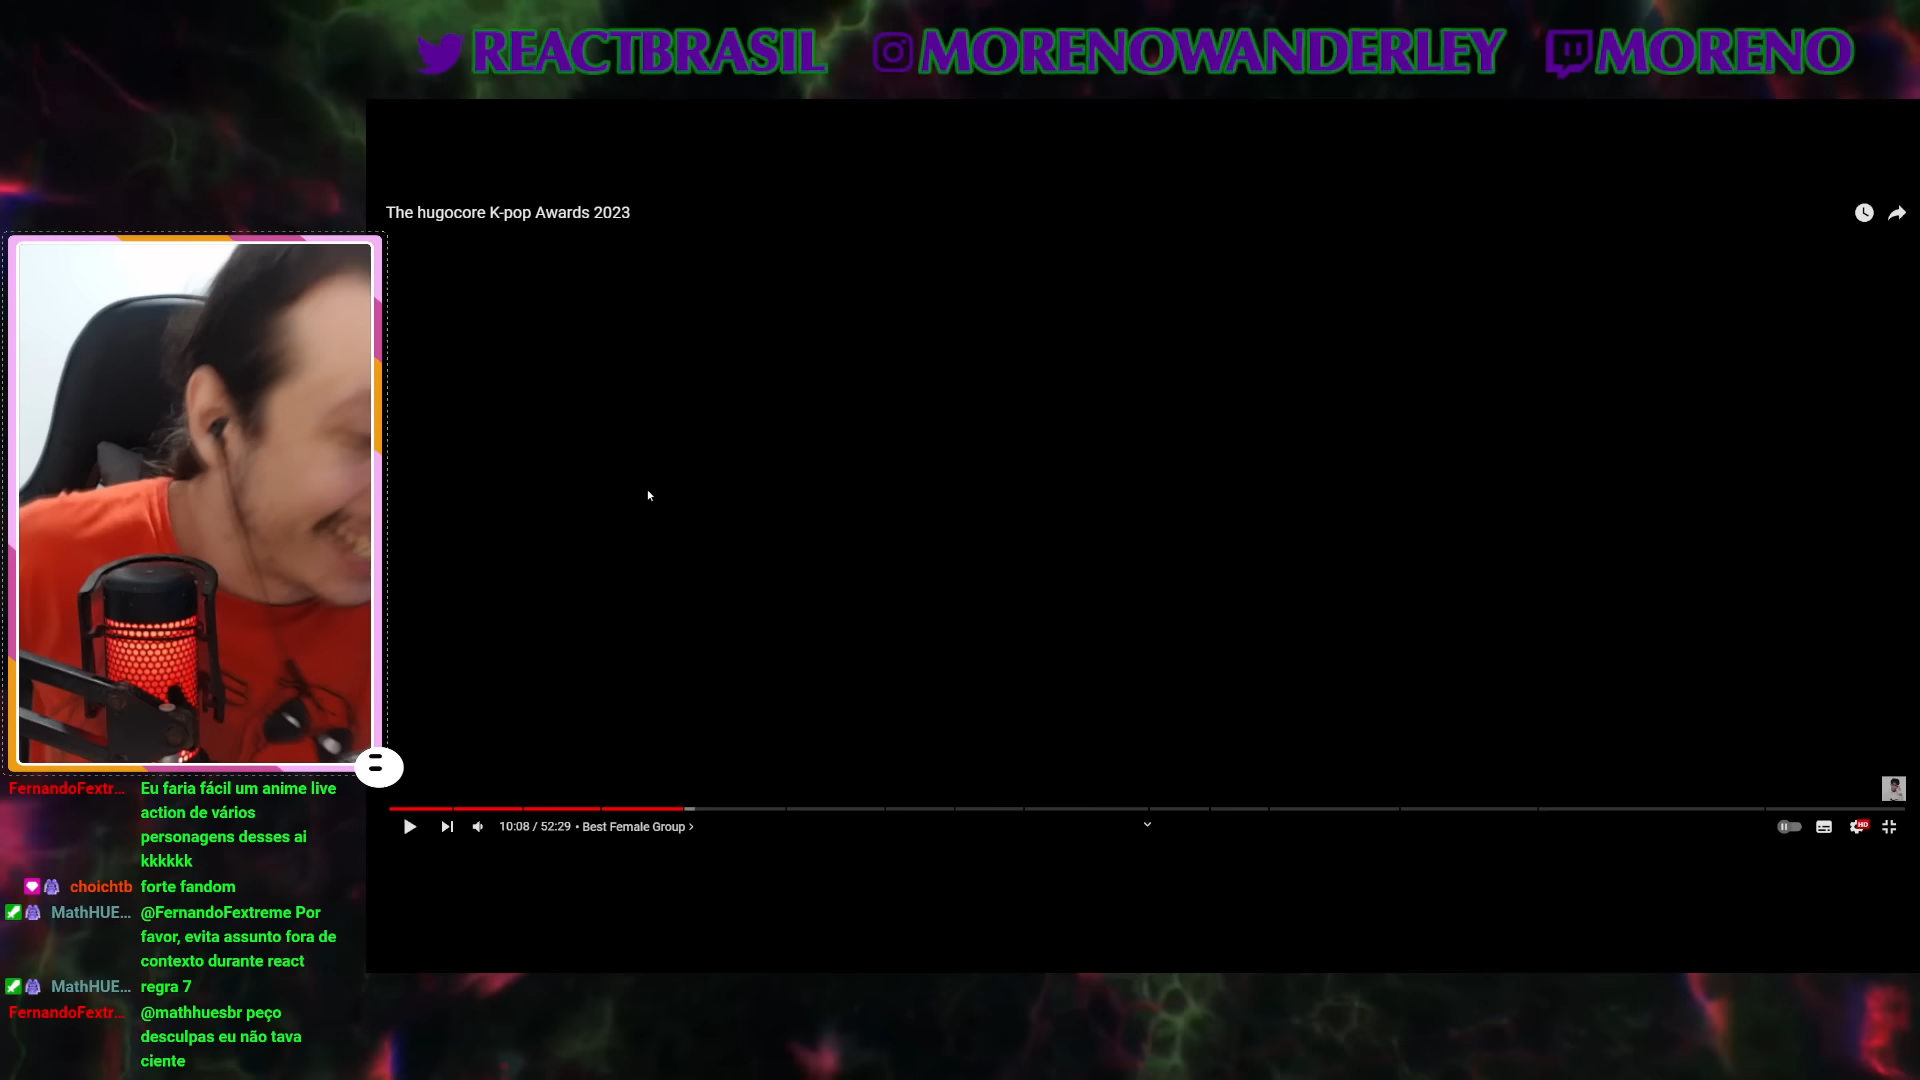 REACTBRASIL MORENOWANDERLEY MORENO
The hugocore K-pop Awards 2023
10:08 / 52:29 • Best Female Group ›
HD
FernandoFextr... Eu faria fácil um anime live
action de vários
personagens desses ai
kkkkkk
choichtb forte fandom
MathHUE... @FernandoFextreme Por
favor, evita assunto fora de
contexto durante react
MathHUE... regra 7
FernandoFextr... @mathhuesbr peço
desculpas eu não tava
ciente